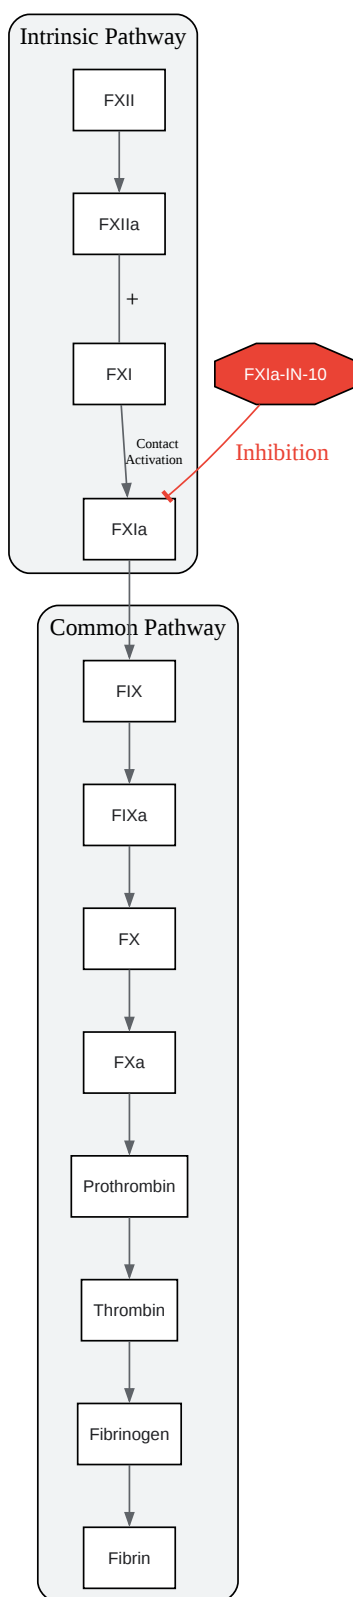 Intrinsic Pathway
FXII
FXIIa
+
FXI
FXIa-IN-10
Contact
Activation
Inhibition
FXIa
Common Pathway
FIX
FIXa
FX
FXa
Prothrombin
Thrombin
Fibrinogen
Fibrin